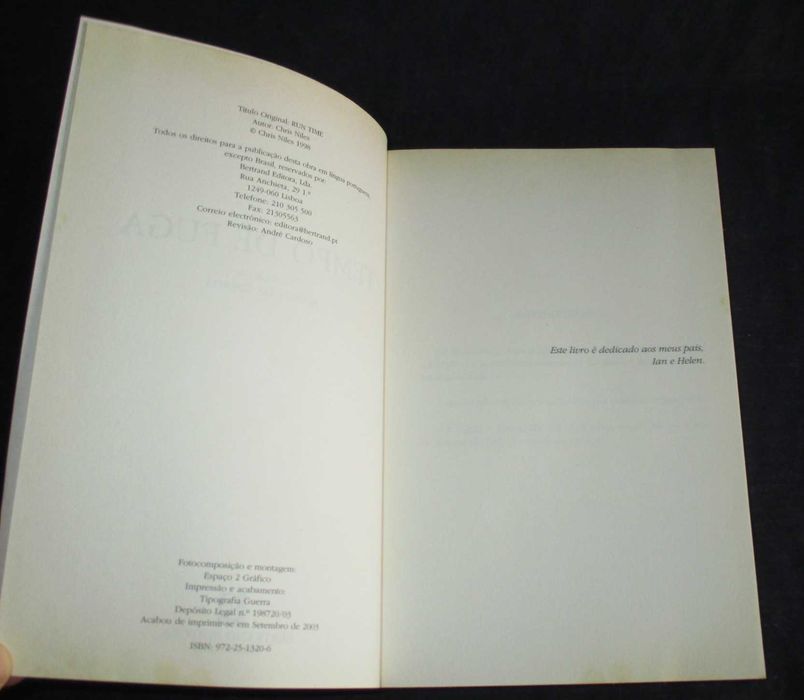 Título Original: RUN TIME
Autor: Chris Niles
© Chris Niles 1998
Todos os direitos para a publicação desta obra em língua portuguesa,
excepto Brasil, reservados por:
Bertrand Editora, Lda.
Rua Anchieta, 29 1.º
1249-060 Lisboa
Telefone: 210 305 500
Fax: 21305563
Correio electrónico: editora@bertrand.pt
Revisão: André Cardoso
TEMPO DE FUGA
Fotocomposição e montagem:
Espaço 2 Gráfico
Impressão e acabamento:
Tipografia Guerra
Depósito Legal n.º 198720/03
Acabou de imprimir-se em Setembro de 2003
ISBN: 972-25-1320-6
Este livro é dedicado aos meus pais,
Ian e Helen.